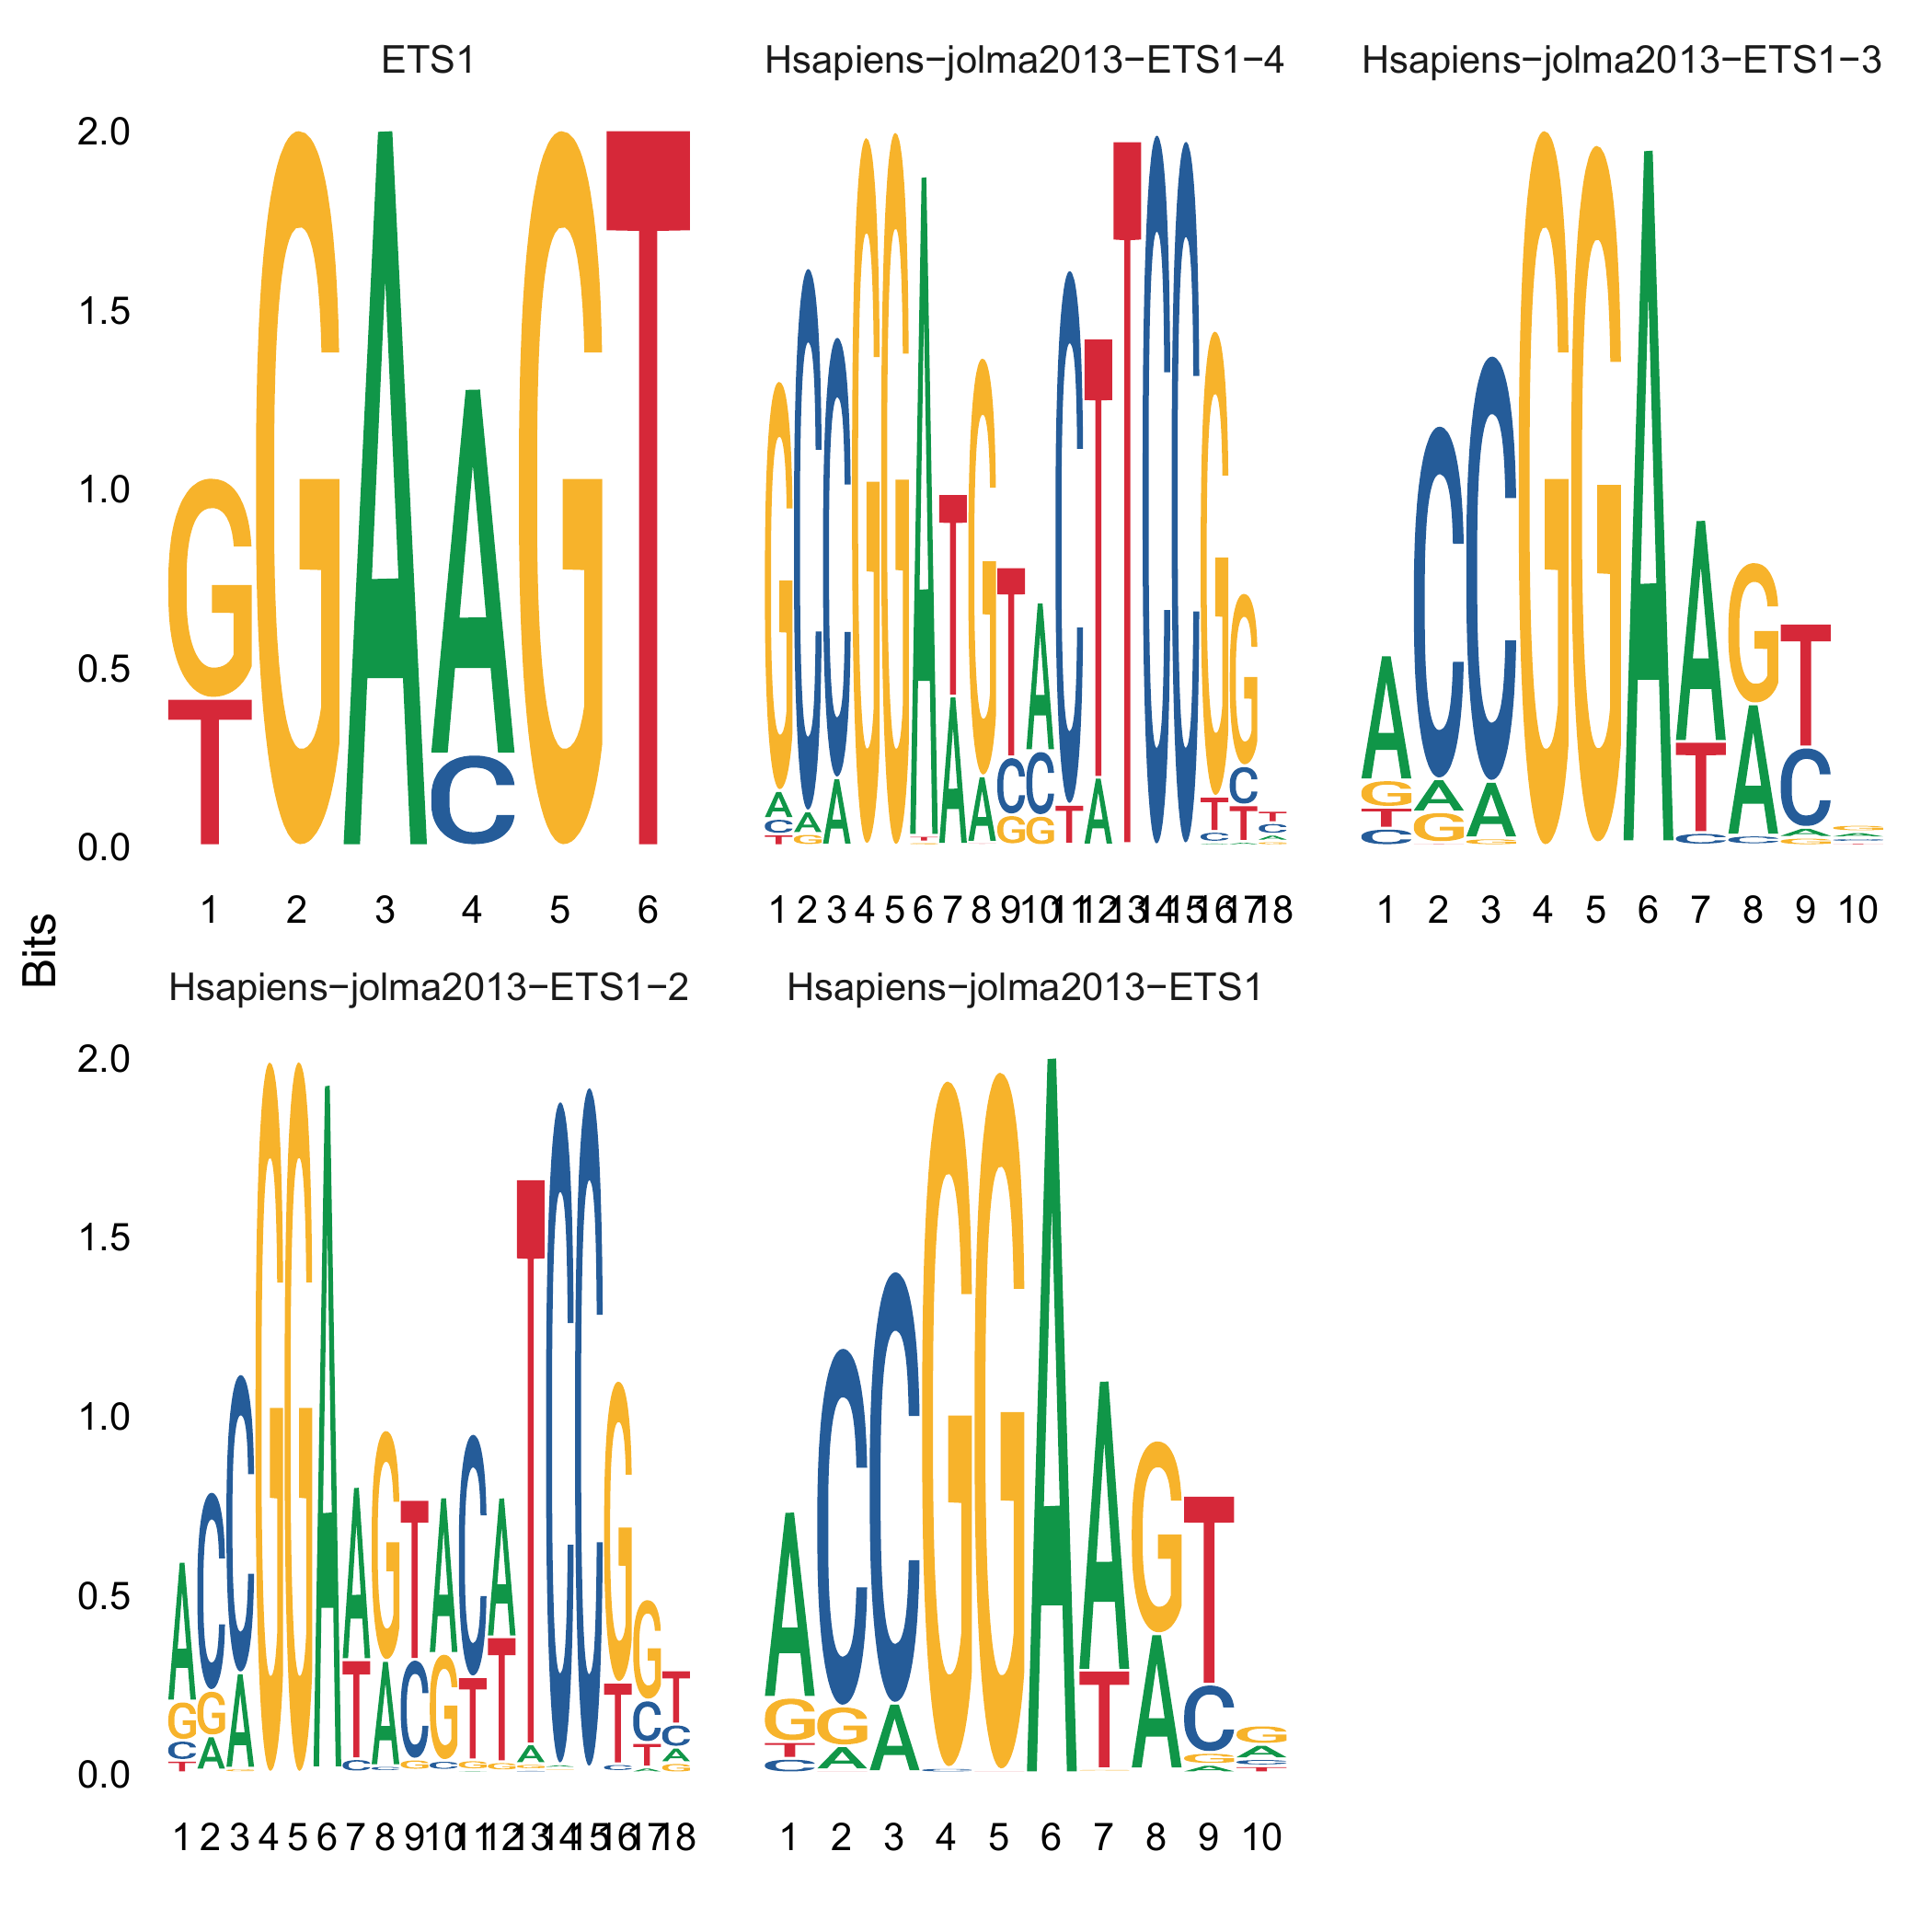 ETS1
Hsapiens−jolma2013−ETS1−4
Hsapiens−jolma2013−ETS1−3
2.0
1.5
1.0
0.5
0.0
1 2 3 4 5 6
1 2 3 4 5 6 7 8 9 10 11 12 13 14 15 16 17 18
1 2 3 4 5 6 7 8 9 10
Bits
Hsapiens−jolma2013−ETS1−2
Hsapiens−jolma2013−ETS1
2.0
1.5
1.0
0.5
0.0
1 2 3 4 5 6 7 8 9 10 11 12 13 14 15 16 17 18
1 2 3 4 5 6 7 8 9 10